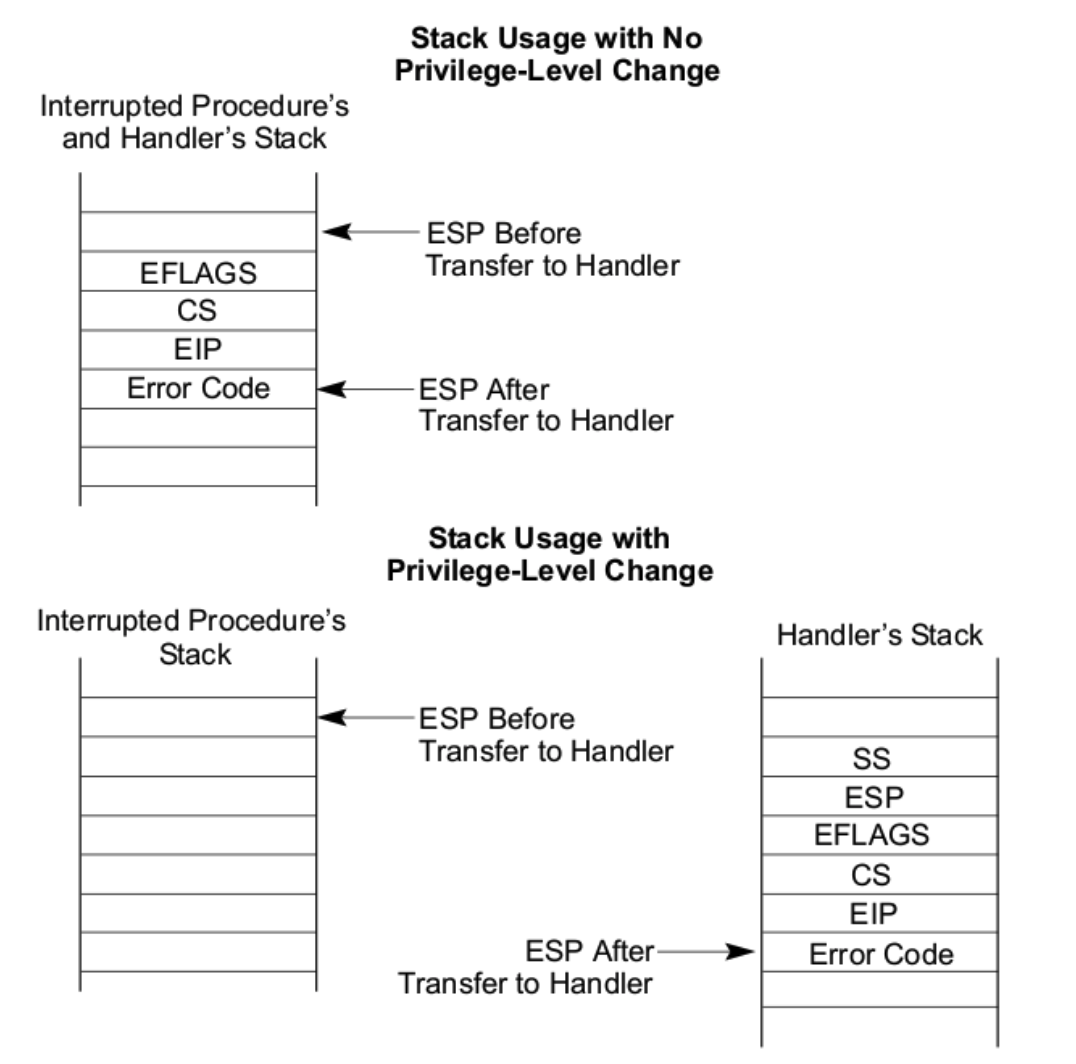 Stack Usage with No
Privilege-Level Change
Interrupted Procedure's
and Handler's Stack
ESP Before
Transfer to Handler
EFLAGS
CS
EIP
Error Code
ESP After
Transfer to Handler
Stack Usage with
Privilege-Level Change
Interrupted Procedure's
Stack
Handler's Stack
ESP Before
Transfer to Handler
SS
ESP
EFLAGS
CS
EIP
ESP After
Transfer to Handler
Error Code